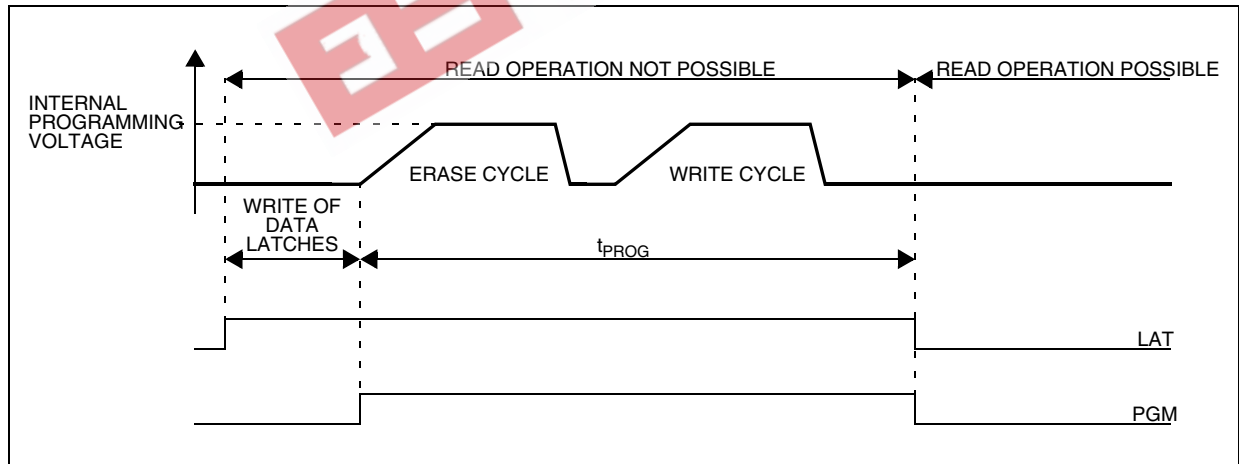 READ OPERATION NOT POSSIBLE
READ OPERATION POSSIBLE
INTERNAL
PROGRAMMING
VOLTAGE
ERASE CYCLE
WRITE CYCLE
WRITE OF
DATA
LATCHES
tPROG
LAT
PGM